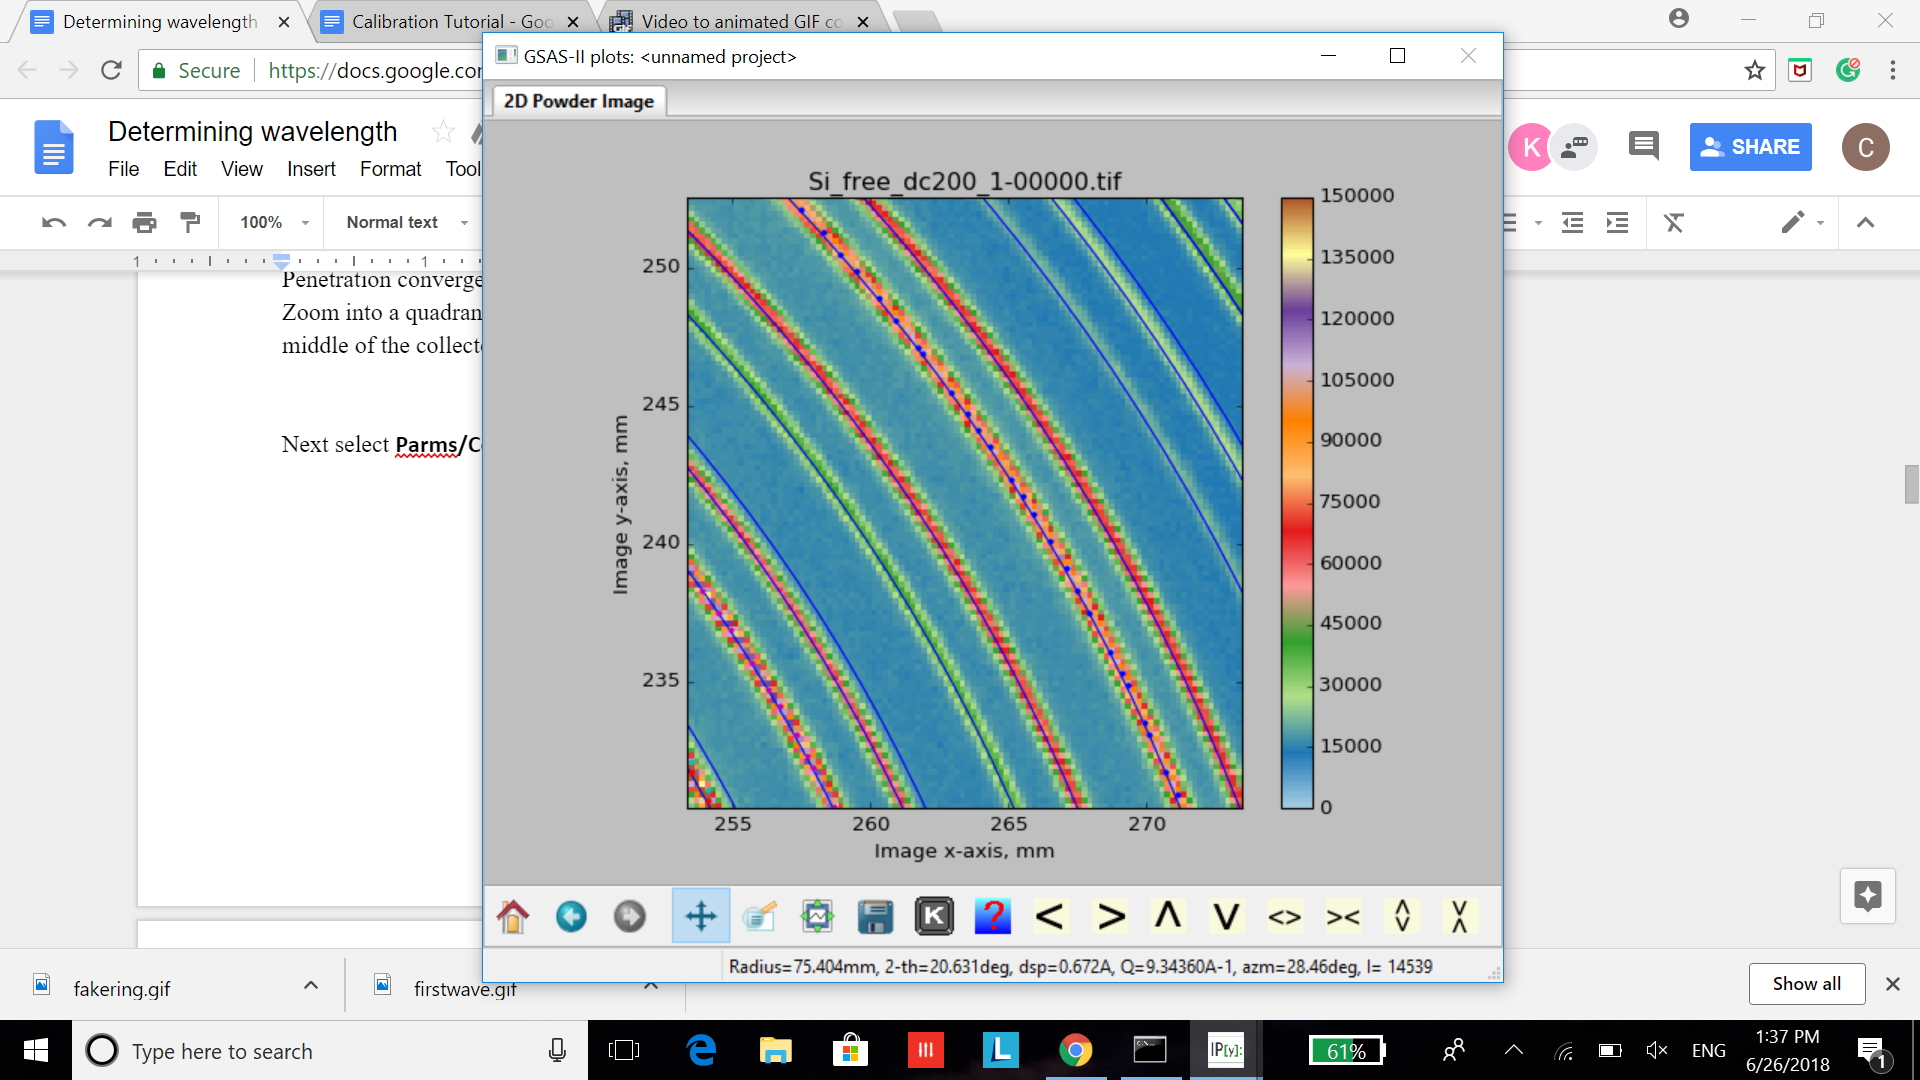 Determining wavelength
Calibration Tutorial - Goo
Video to animated GIF co
Secure
https://docs.google.co
GSAS-II plots: <unnamed project>
2D Powder Image
Determining wavelength
File Edit View Insert Format Tool
K
SHARE
C
100%
Normal text
1 1
Penetration converge
Zoom into a quadran
middle of the collect
Next select Parms/C
Si_free_dc200_1-00000.tif
250
245
240
235
Image y-axis, mm
255 260 265 270
Image x-axis, mm
150000
135000
120000
105000
90000
75000
60000
45000
30000
15000
0
K ? < > Λ V <> ><
Radius=75.404mm, 2-th=20.631deg, dsp=0.672A, Q=9.34360A-1, azm=28.46deg, I= 14539
fakering.gif
firstwave.gif
Show all
Type here to search
L
IP[y]:
61%
ENG
1:37 PM
6/26/2018
1